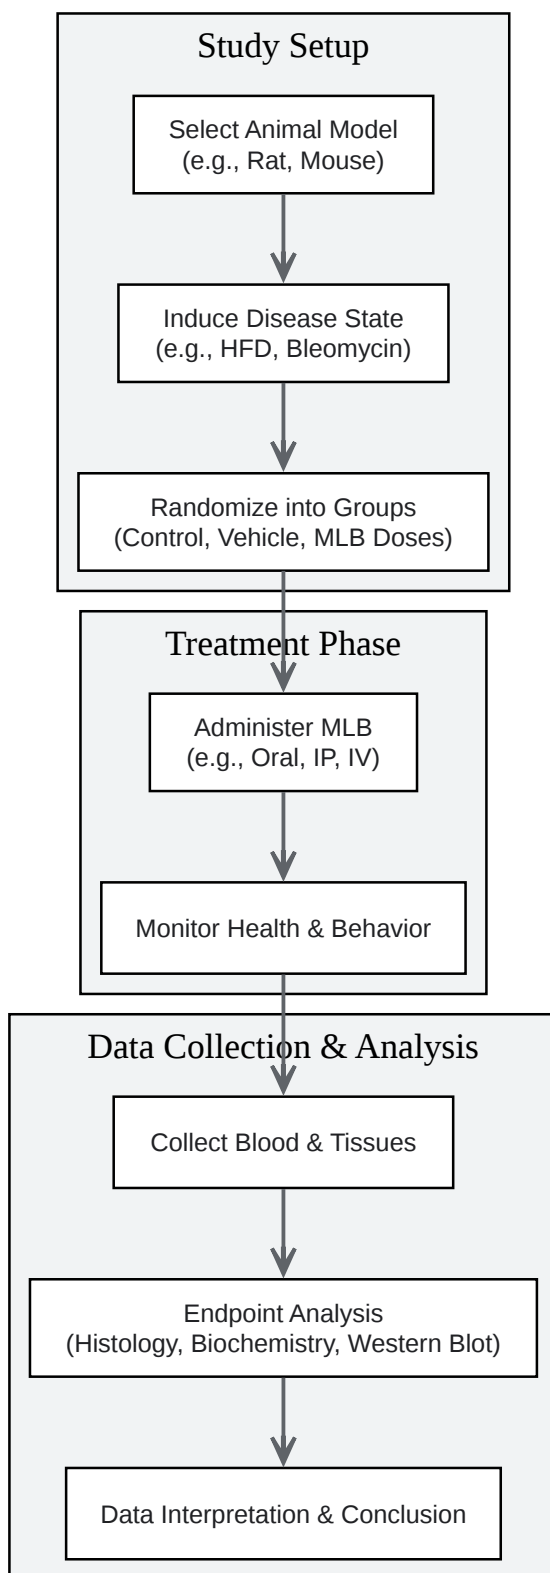 Study Setup
Select Animal Model
(e.g., Rat, Mouse)
Induce Disease State
(e.g., HFD, Bleomycin)
Randomize into Groups
(Control, Vehicle, MLB Doses)
Treatment Phase
Administer MLB
(e.g., Oral, IP, IV)
Monitor Health & Behavior
Data Collection & Analysis
Collect Blood & Tissues
Endpoint Analysis
(Histology, Biochemistry, Western Blot)
Data Interpretation & Conclusion